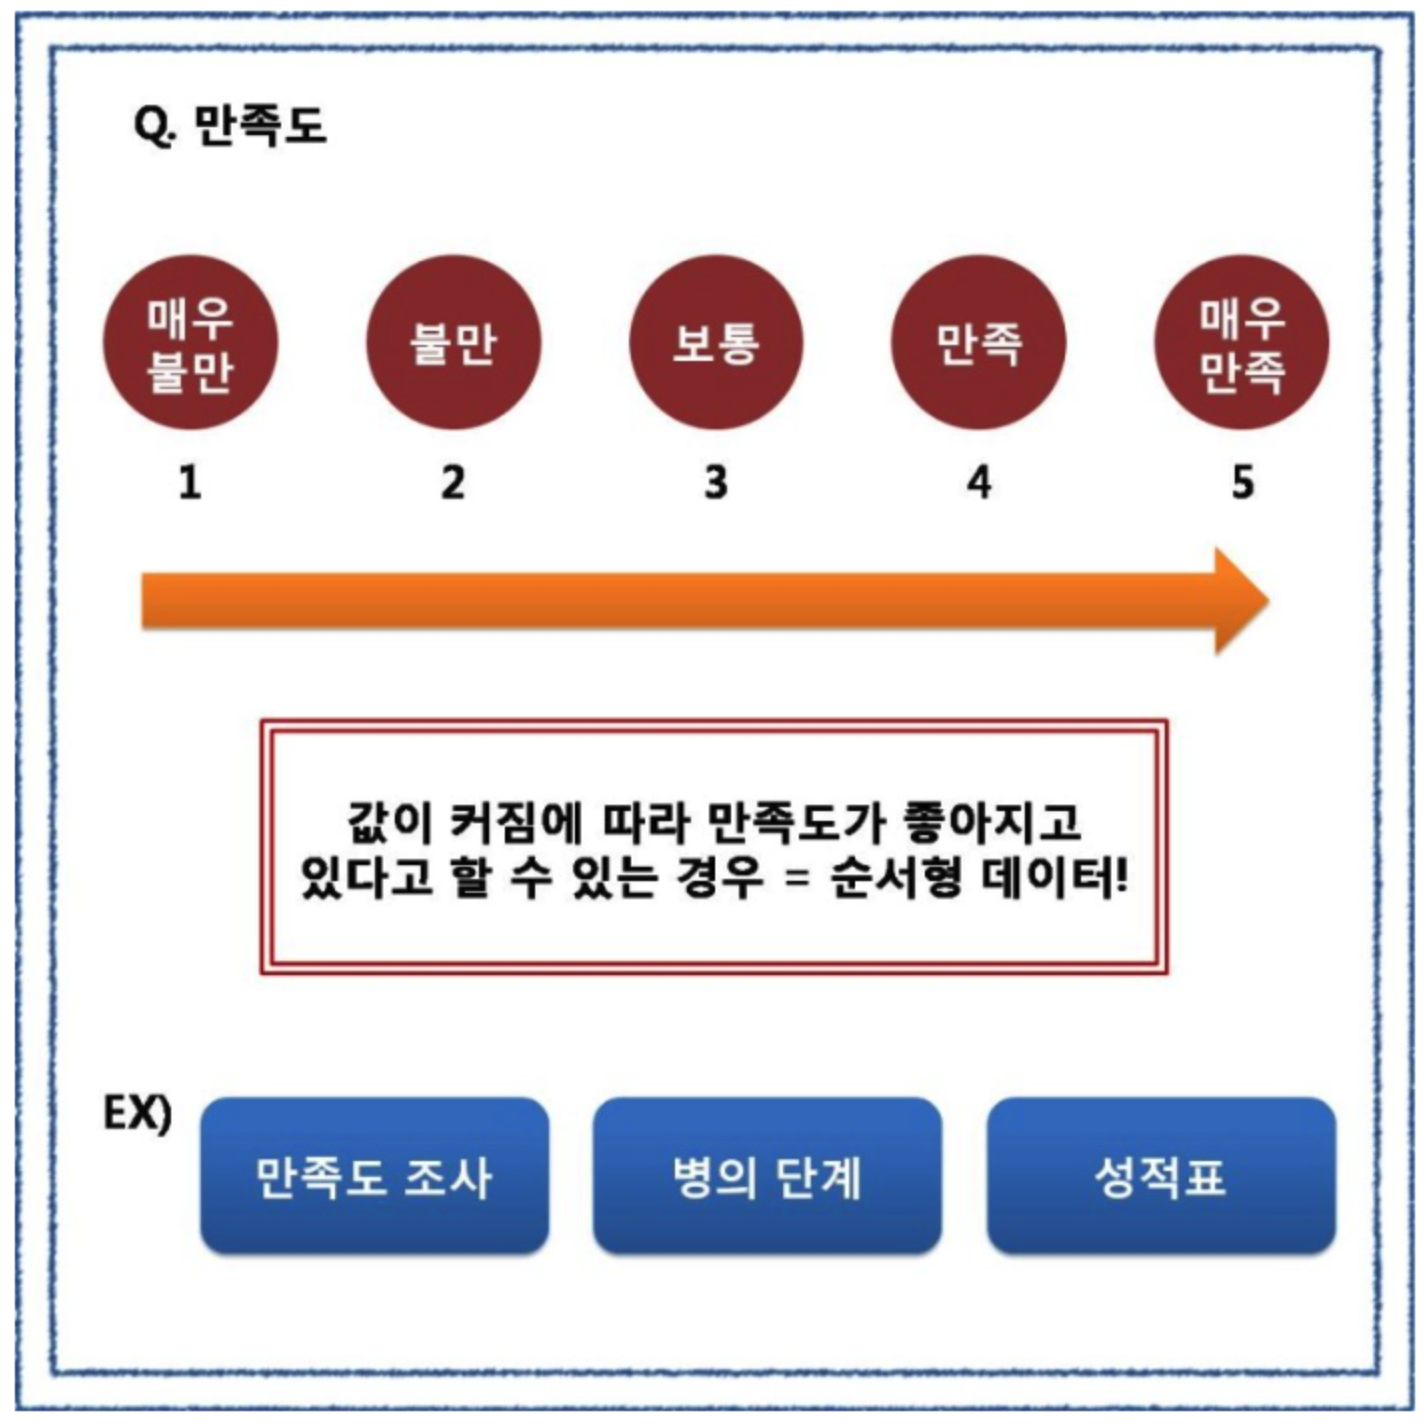 Q. 만족도
매우
불만
불만
보통
만족
매우
만족
1 2 3 4 5
값이 커짐에 따라 만족도가 좋아지고
있다고 할 수 있는 경우 = 순서형 데이터!
EX)
만족도 조사
병의 단계
성적표